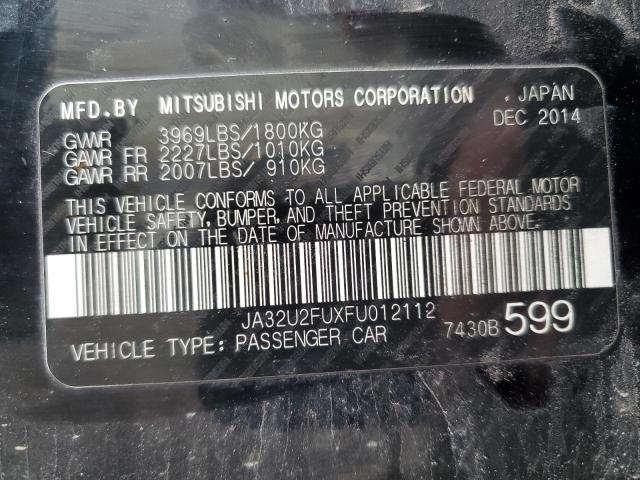 MFD.BY MITSUBISHI MOTORS CORPORATION , JAPAN
DEC 2014
GVWR 3969LBS/1800KG
GAWR FR 2227LBS/1010KG
GAWR RR 2007LBS/ 910KG
THIS VEHICLE CONFORMS TO ALL APPLICABLE FEDERAL MOTOR
VEHICLE SAFETY, BUMPER, AND THEFT PREVENTION STANDARDS
IN EFFECT ON THE DATE OF MANUFACTURE SHOWN ABOVE.
JA32U2FUXFU012112
VEHICLE TYPE: PASSENGER CAR 7430B 599